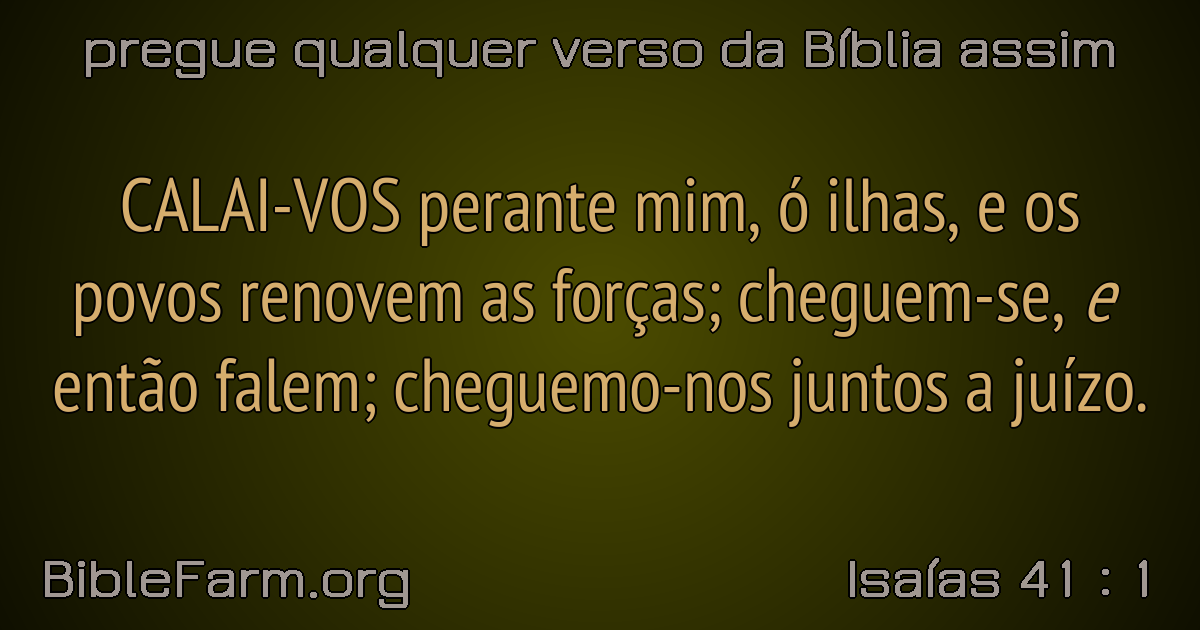 pregue qualquer verso da Bíblia assim
CALAI-VOS perante mim, ó ilhas, e os
povos renovem as forças; cheguem-se, e
então falem; cheguemo-nos juntos a juízo.
BibleFarm.org
Isaías 41 : 1